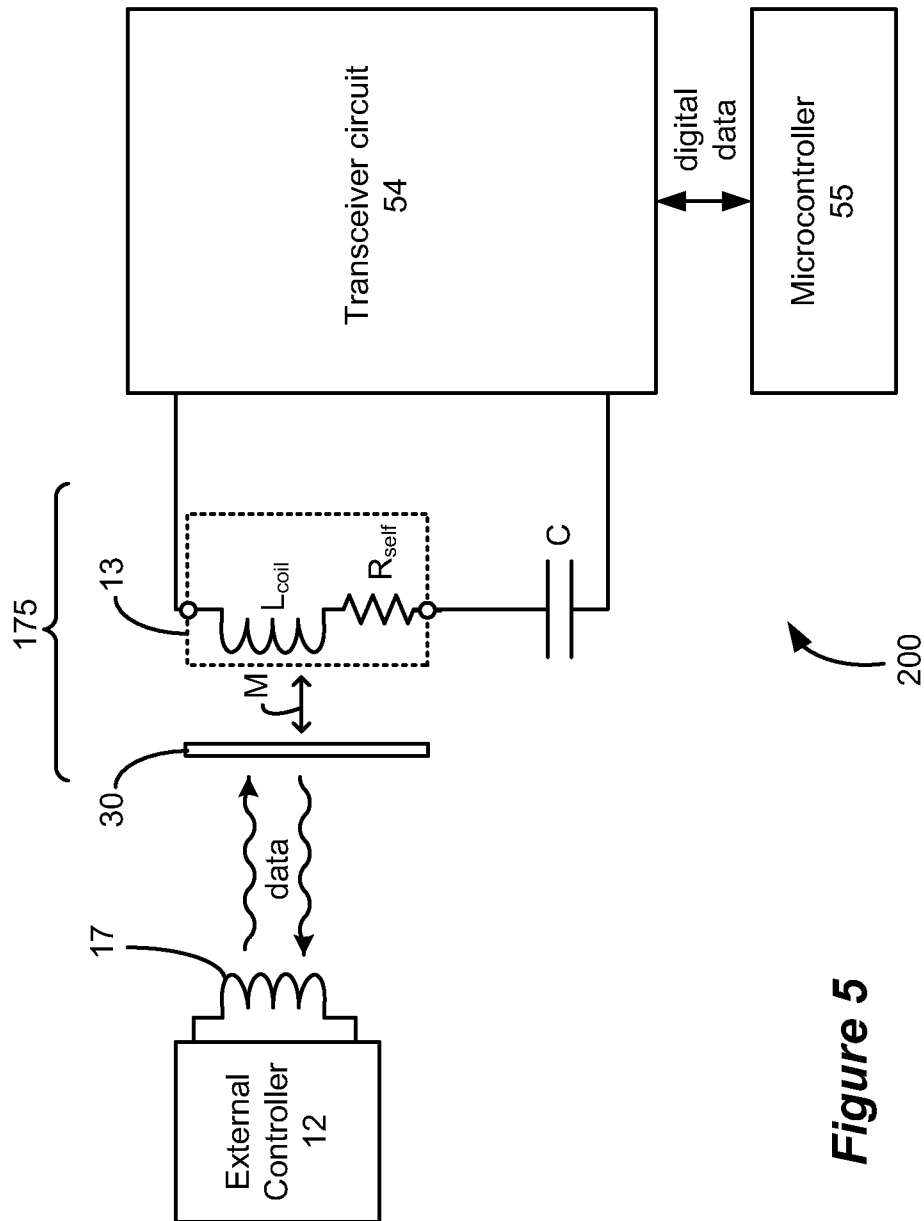 175
30
13
17
M
L_coil
R_self
C
data
External
Controller
12
Transceiver circuit
54
digital
data
Microcontroller
55
200
Figure 5